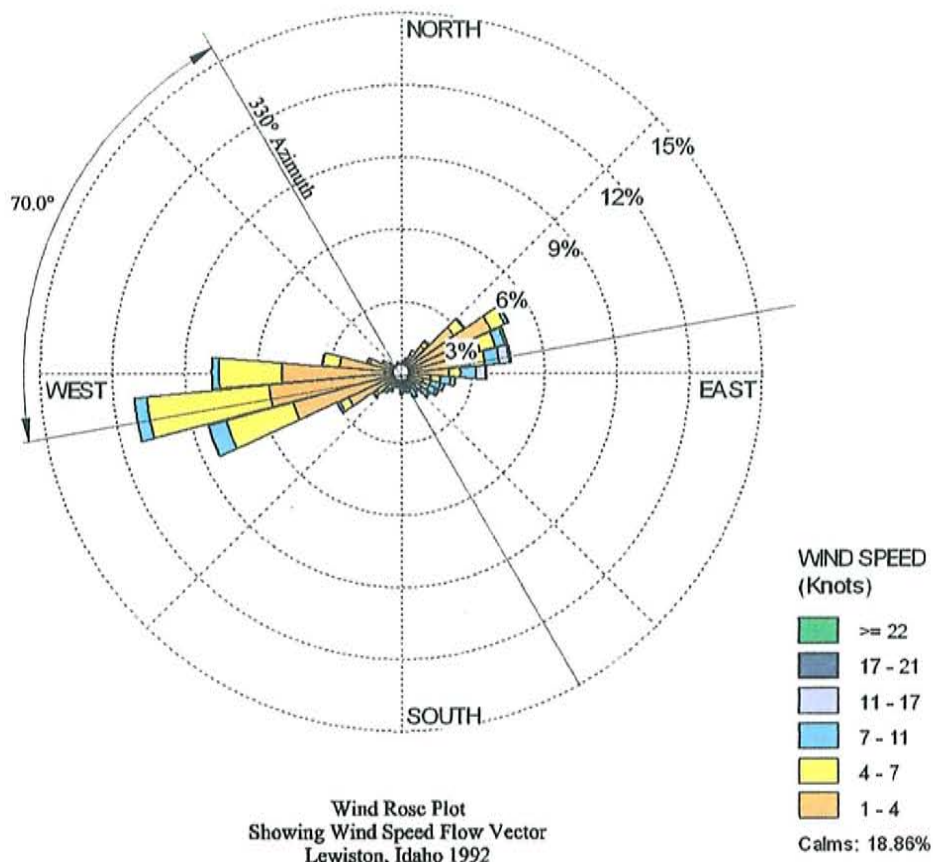 NORTH
330° Azimuth
15%
70.0°
12%
9%
6%
3%
WEST
EAST
WIND SPEED
(Knots)
>= 22
17 - 21
SOUTH
11 - 17
7 - 11
4 - 7
1 - 4
Wind Rose Plot
Showing Wind Speed Flow Vector
Calms: 18.86%
Lewiston, Idaho 1992